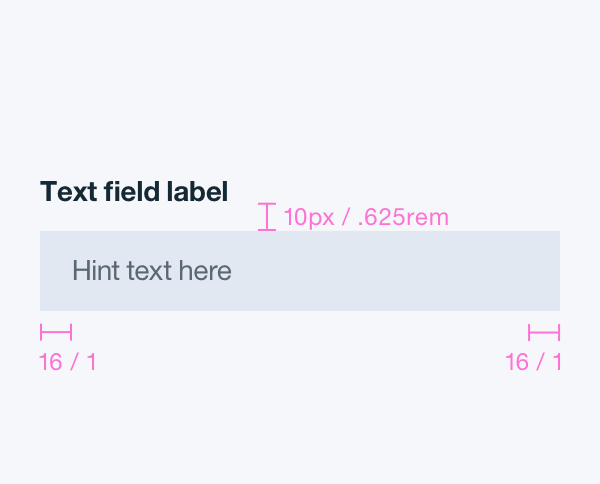 Text field label
10px / .625rem
Hint text here
16 / 1
16 / 1